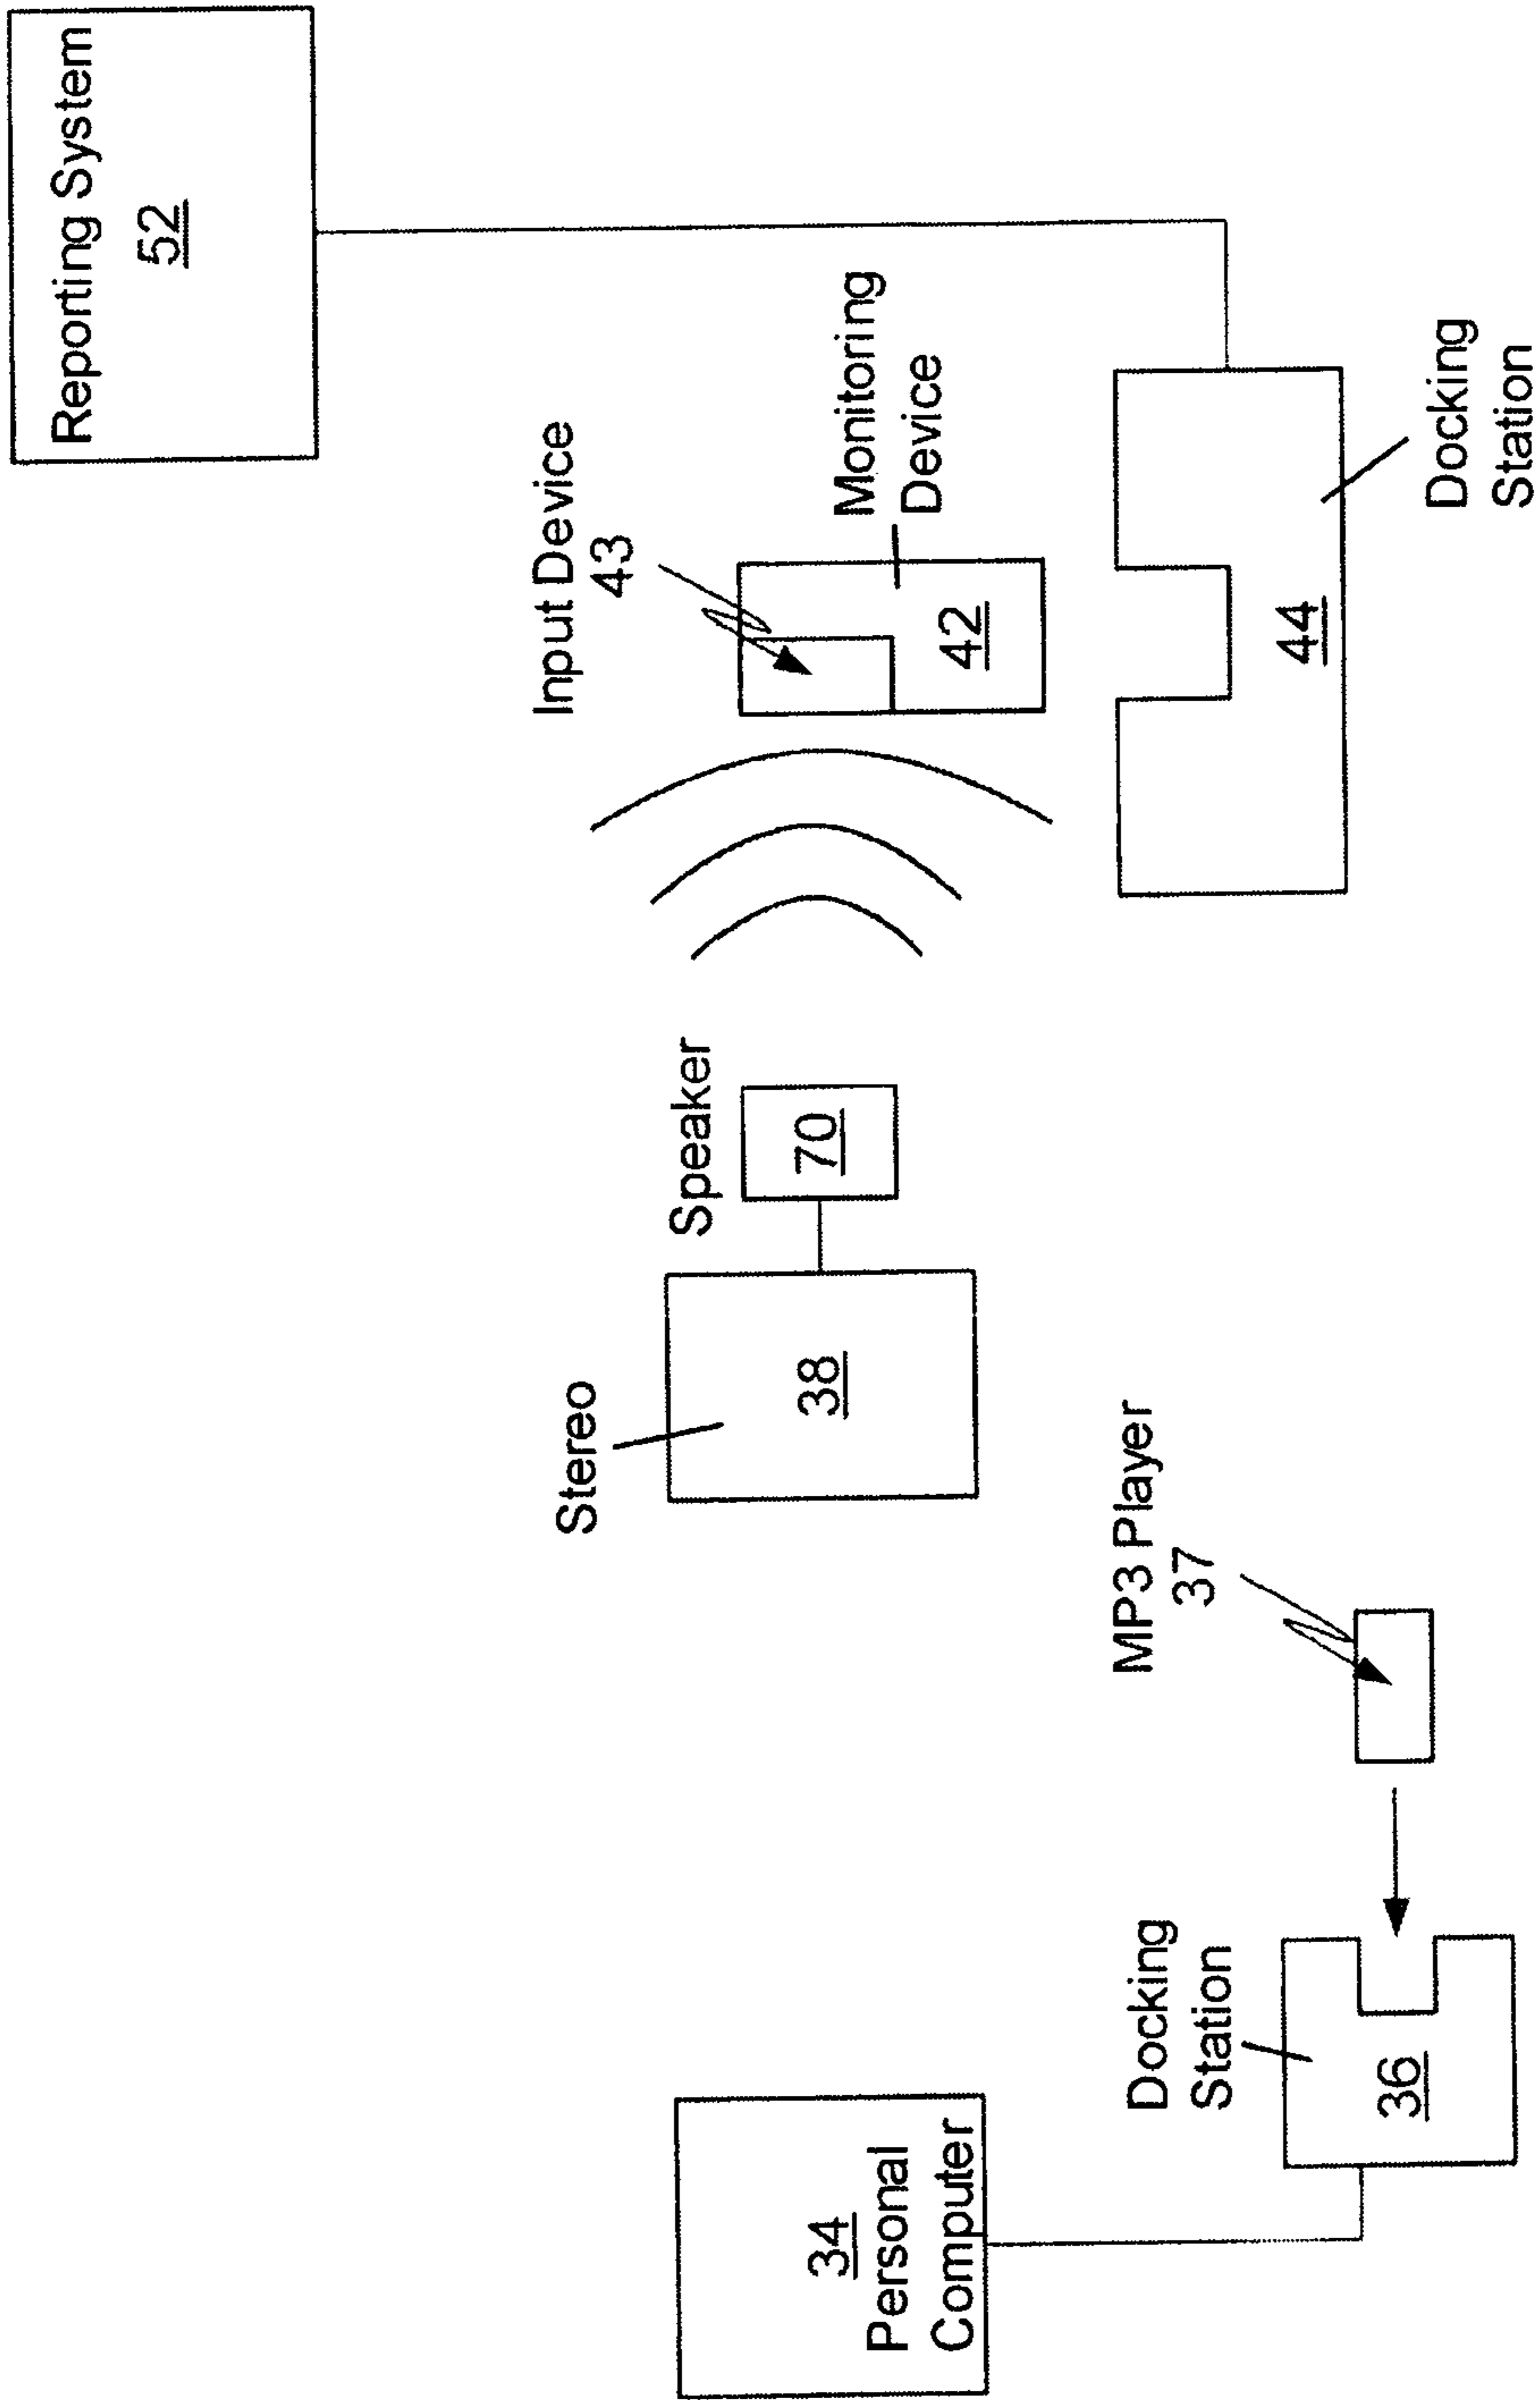 Reporting System
52
Input Device
43
Monitoring
Device
42
44
Docking
Station
Speaker
70
Stereo
38
MP3 Player
37
Docking
Station
36
34
Personal
Computer